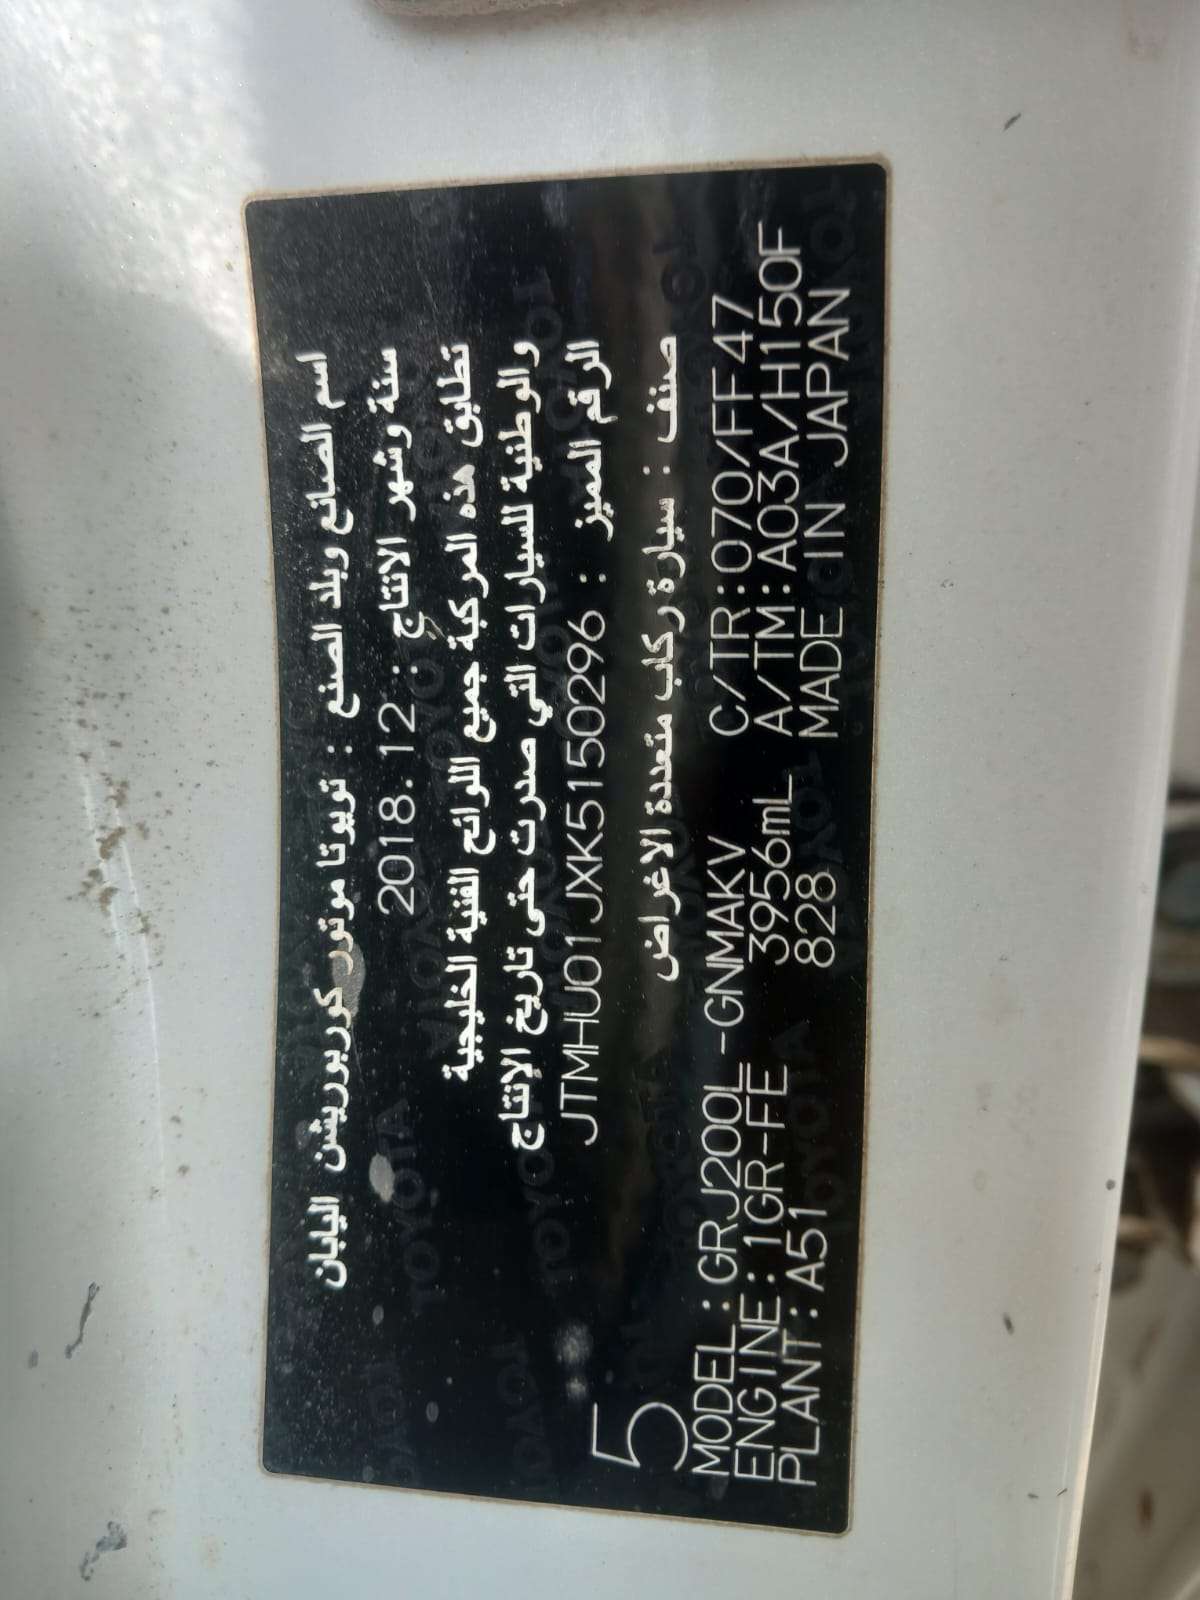 اسم الصانع وبلد الصنع : تويوتا موتور كوربوريشن اليابان
سنة وشهر الانتاج : 2018.12
تطابق هذه المركبة جميع اللوائح الفنية الخليجية
والوطنية للسيارات التي صدرت حتى تاريخ الإنتاج
الرقم المميز : JTMHU01JXK5150296
صنف : سيارة ركاب متعددة الاغراض
5
MODEL:GRJ200L-GNMAKV C/TR:070/FF47
ENGINE:1GR-FE 3956mL A/TM:A03A/H150F
PLANT:A51 828 MADE IN JAPAN